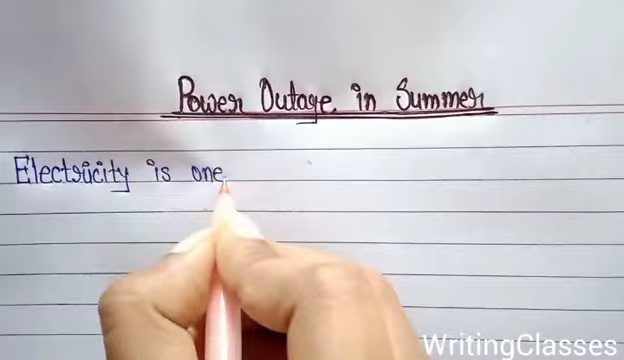 Power Outage in Summer
Electricity is one
WritingClasses